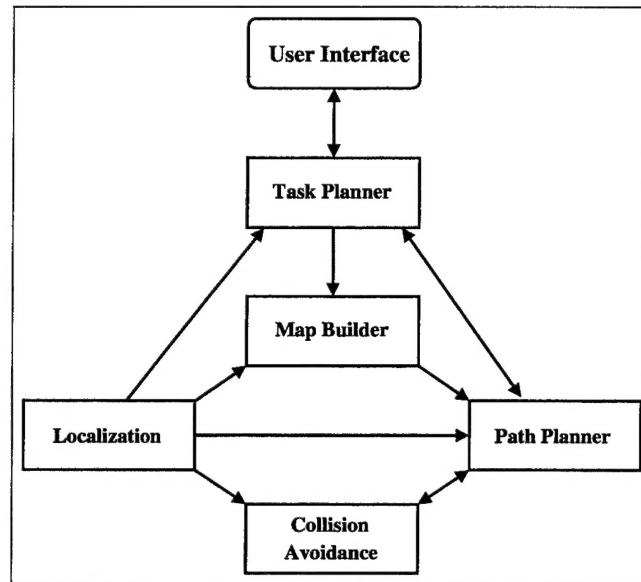 User Interface
Task Planner
Map Builder
Localization
Path Planner
Collision
Avoidance